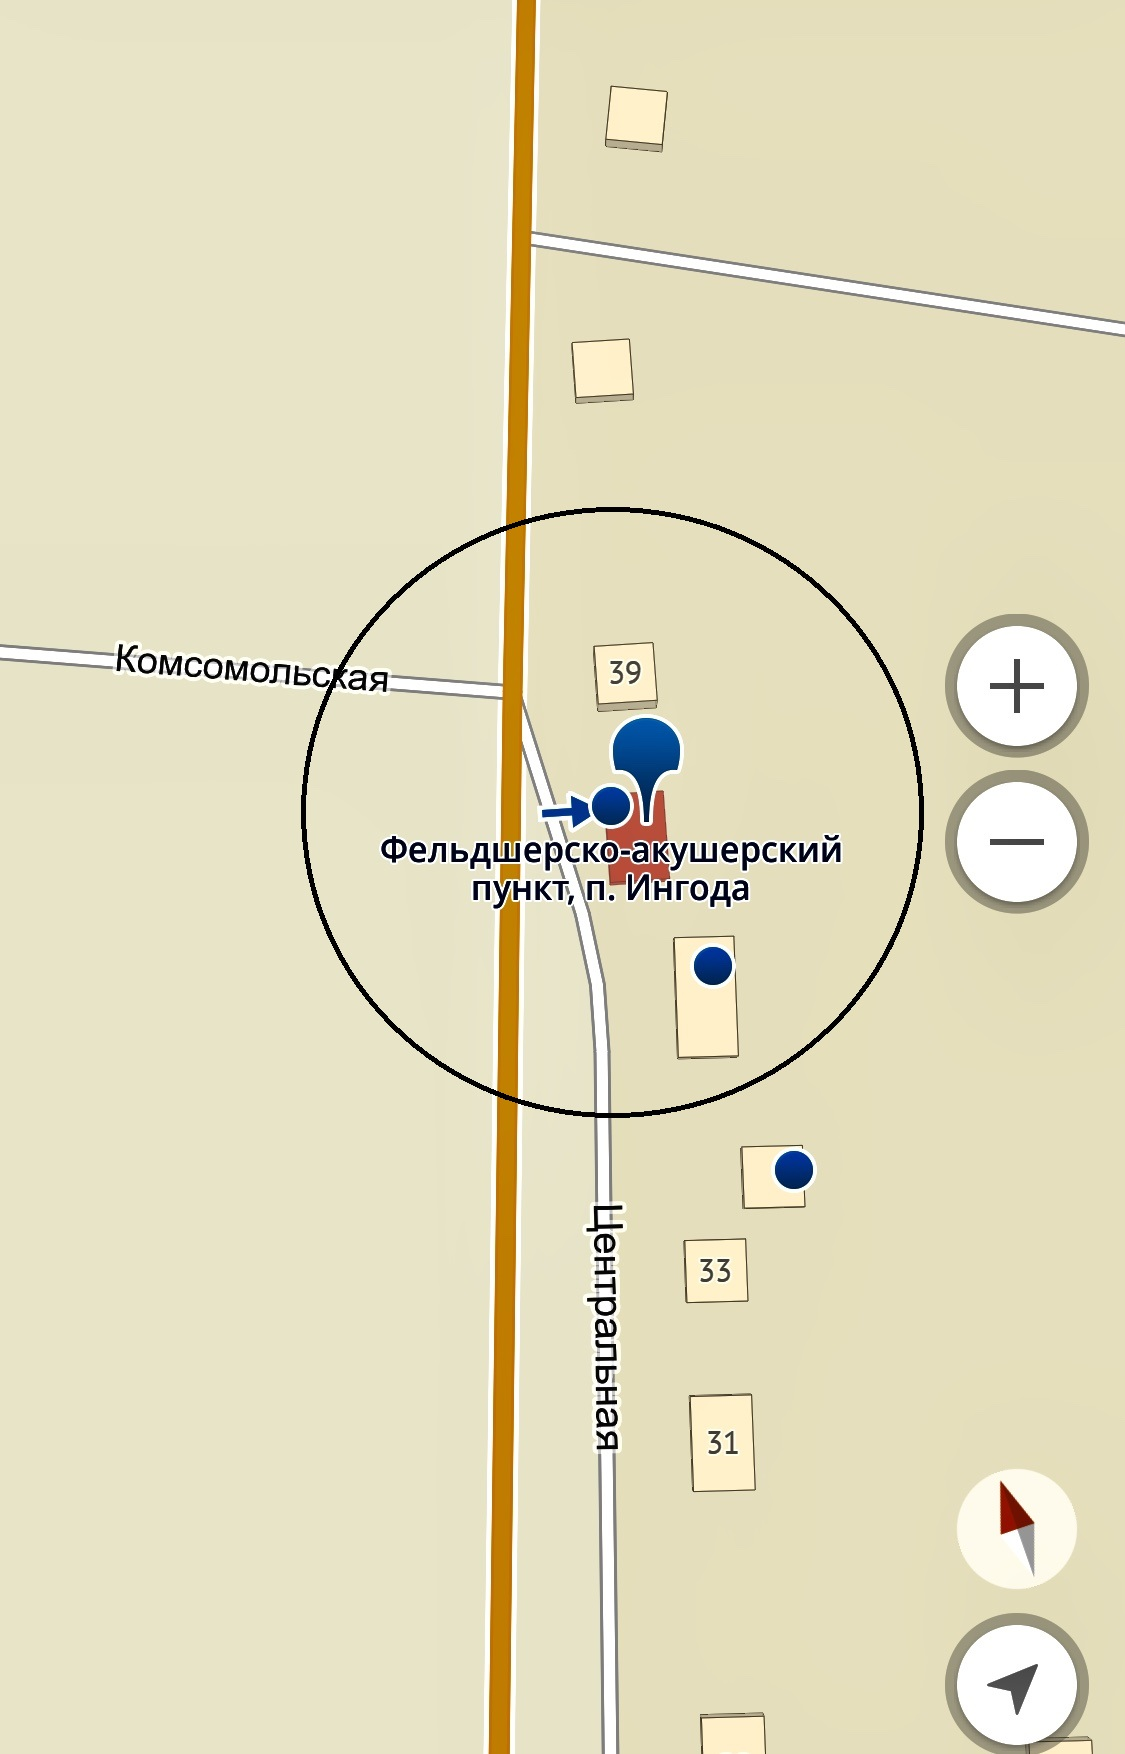 39
Комсомольская
Фельдшерско-акушерский
пункт, п. Ингода
Центральная
33
31